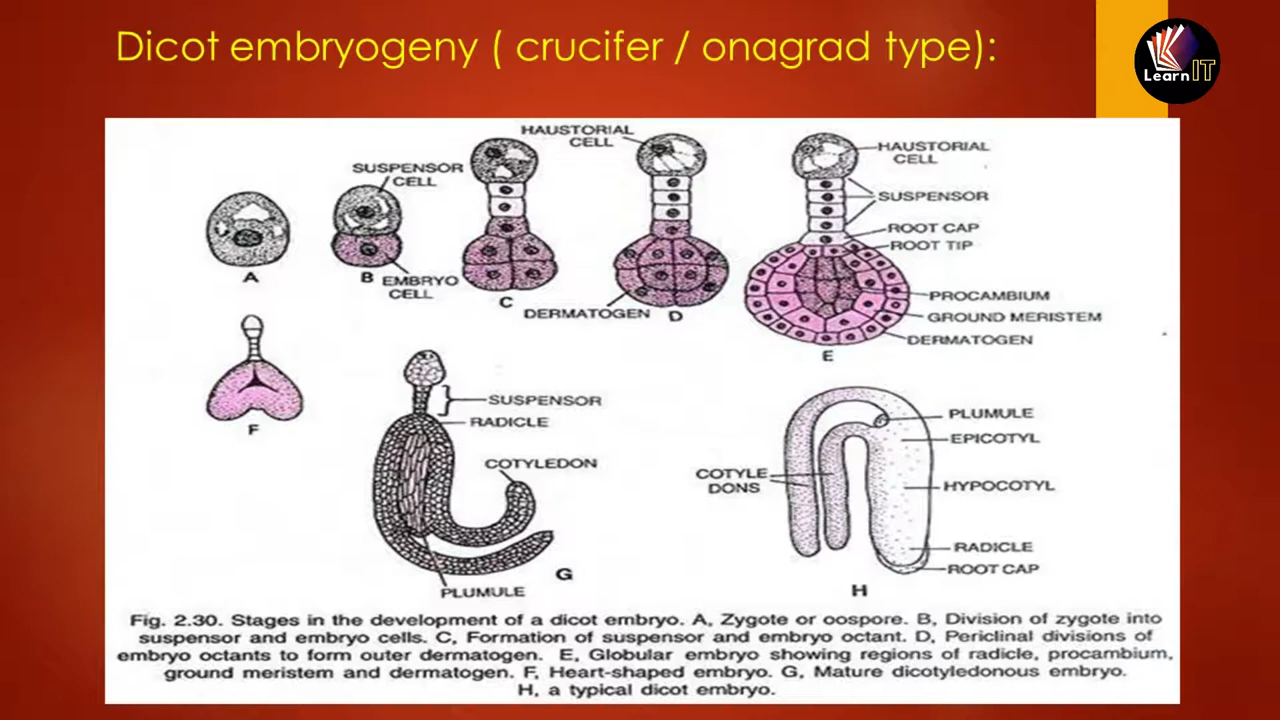 Dicot embryogeny ( crucifer / onagrad type):
Learn IT
HAUSTORIAL
CELL
SUSPENSOR
CELL
HAUSTORIAL
CELL
SUSPENSOR
ROOT CAP
ROOT TIP
A
B
EMBRYO
CELL
C
DERMATOGEN
D
PROCAMBIUM
GROUND MERISTEM
DERMATOGEN
E
F
SUSPENSOR
RADICLE
COTYLEDON
G
PLUMULE
PLUMULE
EPICOTYL
COTYLE
DONS
HYPOCOTYL
RADICLE
ROOT CAP
H
Fig. 2.30. Stages in the development of a dicot embryo. A, Zygote or oospore. B, Division of zygote into
suspensor and embryo cells. C, Formation of suspensor and embryo octant. D, Periclinal divisions of
embryo octants to form outer dermatogen. E, Globular embryo showing regions of radicle, procambium,
ground meristem and dermatogen. F, Heart-shaped embryo. G, Mature dicotyledonous embryo.
H, a typical dicot embryo.